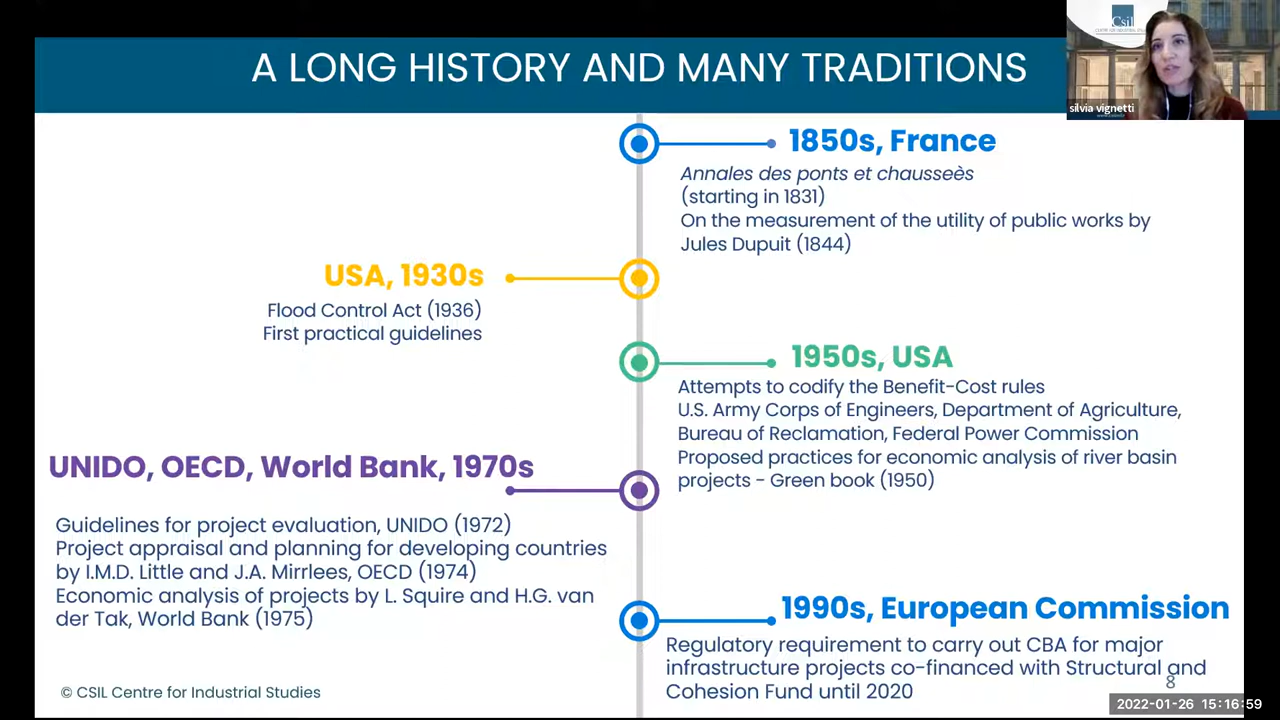 A LONG HISTORY AND MANY TRADITIONS
Csil
silvia vignetti
1850s, France
Annales des ponts et chausseès
(starting in 1831)
On the measurement of the utility of public works by
Jules Dupuit (1844)
USA, 1930s
Flood Control Act (1936)
First practical guidelines
1950s, USA
Attempts to codify the Benefit-Cost rules
U.S. Army Corps of Engineers, Department of Agriculture,
Bureau of Reclamation, Federal Power Commission
Proposed practices for economic analysis of river basin
projects - Green book (1950)
UNIDO, OECD, World Bank, 1970s
Guidelines for project evaluation, UNIDO (1972)
Project appraisal and planning for developing countries
by I.M.D. Little and J.A. Mirrlees, OECD (1974)
Economic analysis of projects by L. Squire and H.G. van
der Tak, World Bank (1975)
1990s, European Commission
Regulatory requirement to carry out CBA for major
infrastructure projects co-financed with Structural and
Cohesion Fund until 2020
© CSIL Centre for Industrial Studies
8
2022-01-26 15:16:59